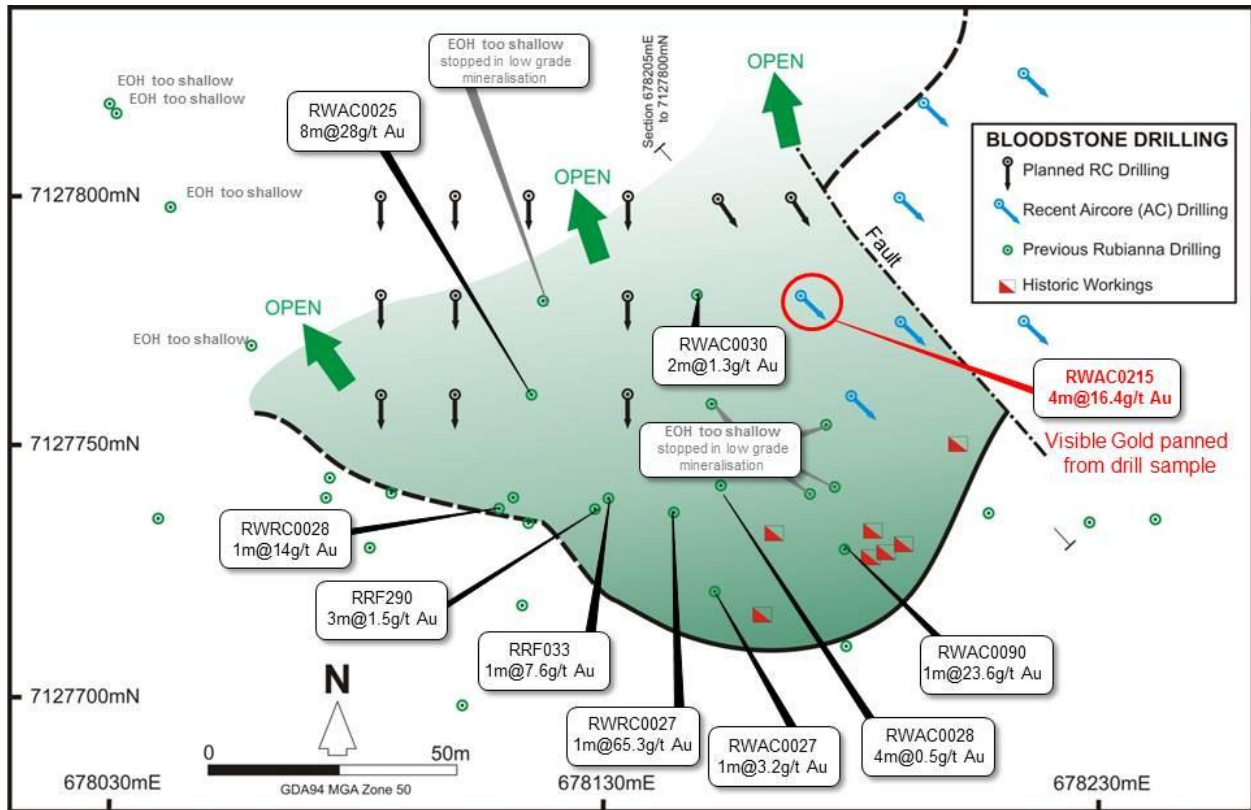 EOH too shallow
stopped in low grade
mineralisation
EOH too shallow
EOH too shallow
RWAC0025
8m@28g/t Au
Section 678205mE
to 7127800mN
OPEN
BLOODSTONE DRILLING
Planned RC Drilling
Recent Aircore (AC) Drilling
Previous Rubianna Drilling
Historic Workings
7127800mN
EOH too shallow
OPEN
Fault
OPEN
EOH too shallow
RWAC0030
2m@1.3g/t Au
RWAC0215
4m@16.4g/t Au
Visible Gold panned
from drill sample
7127750mN
EOH too shallow
stopped in low grade
mineralisation
RWRC0028
1m@14g/t Au
RRF290
3m@1.5g/t Au
RRF033
1m@7.6g/t Au
RWRC0027
1m@65.3g/t Au
RWAC0027
1m@3.2g/t Au
RWAC0028
4m@0.5g/t Au
RWAC0090
1m@23.6g/t Au
7127700mN
N
0
50m
GDA94 MGA Zone 50
678030mE
678130mE
678230mE